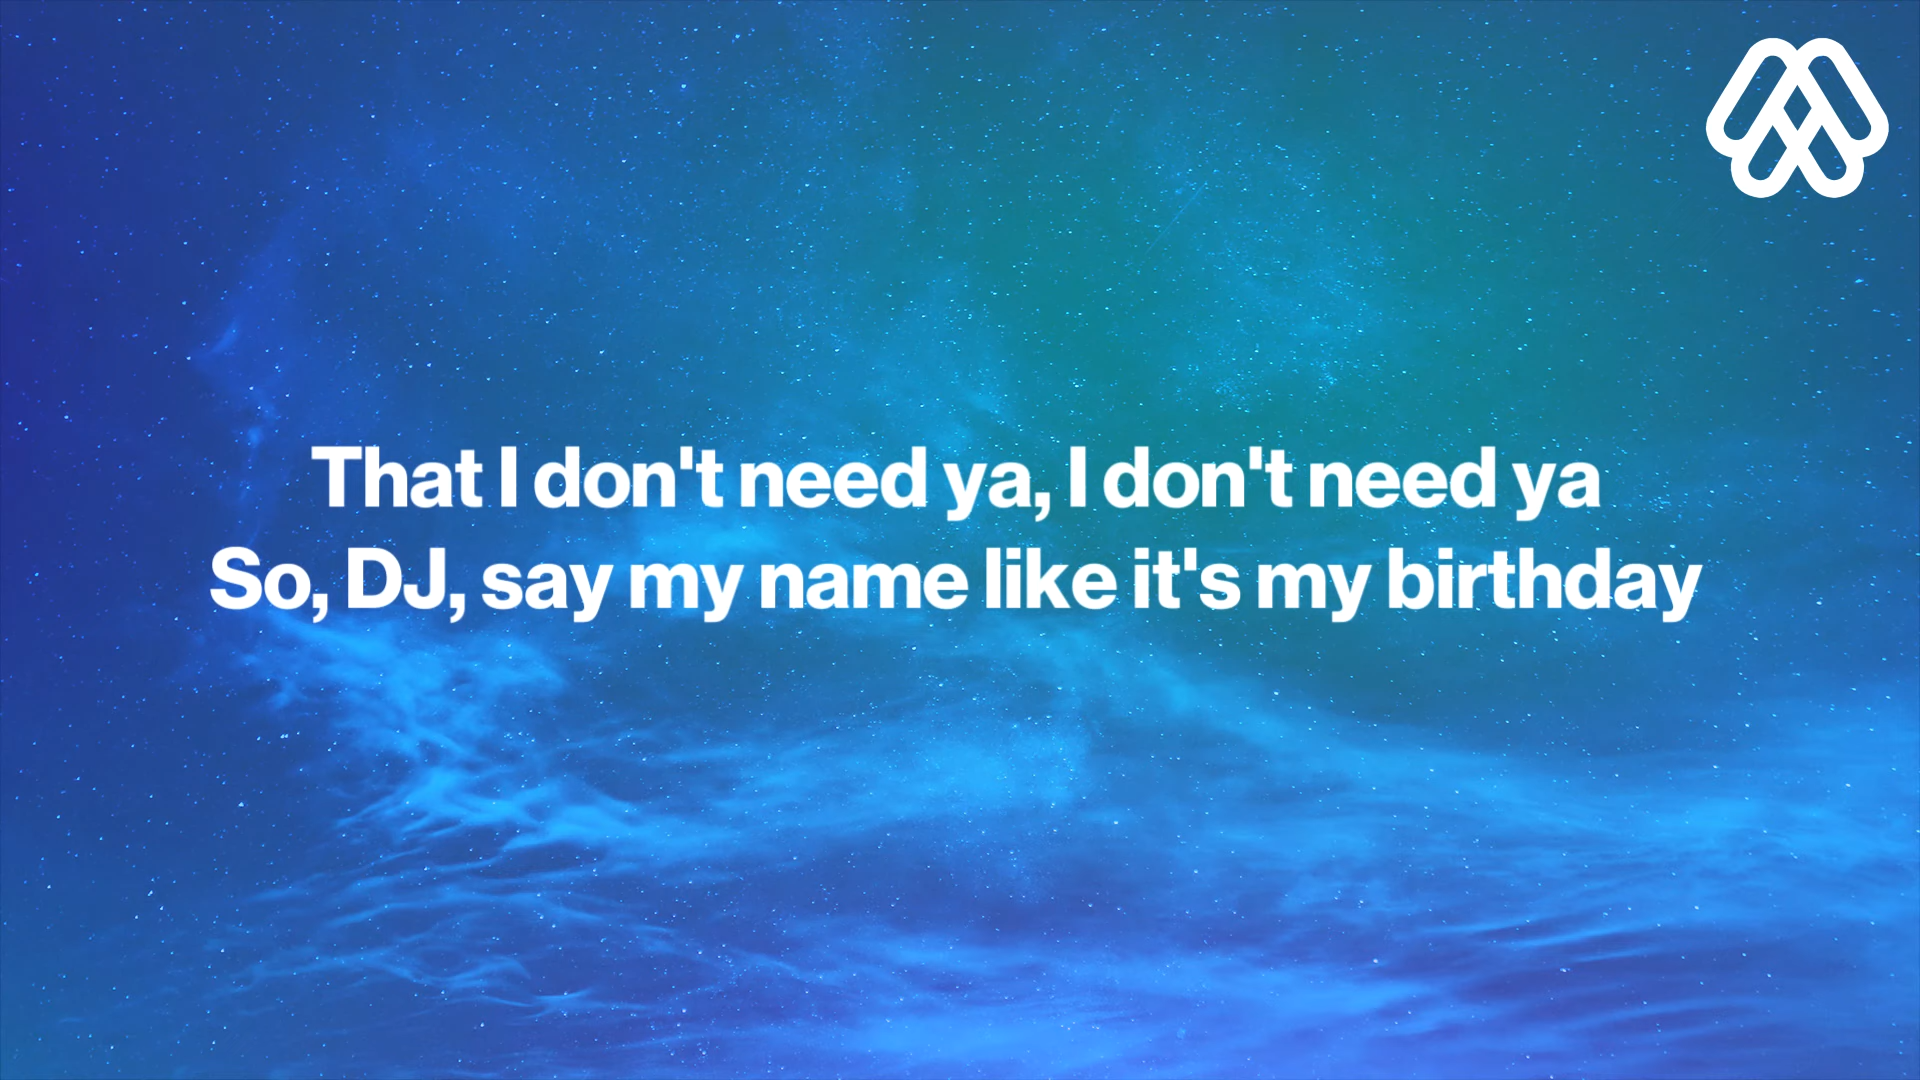 That I don't need ya, I don't need ya
So, DJ, say my name like it's my birthday